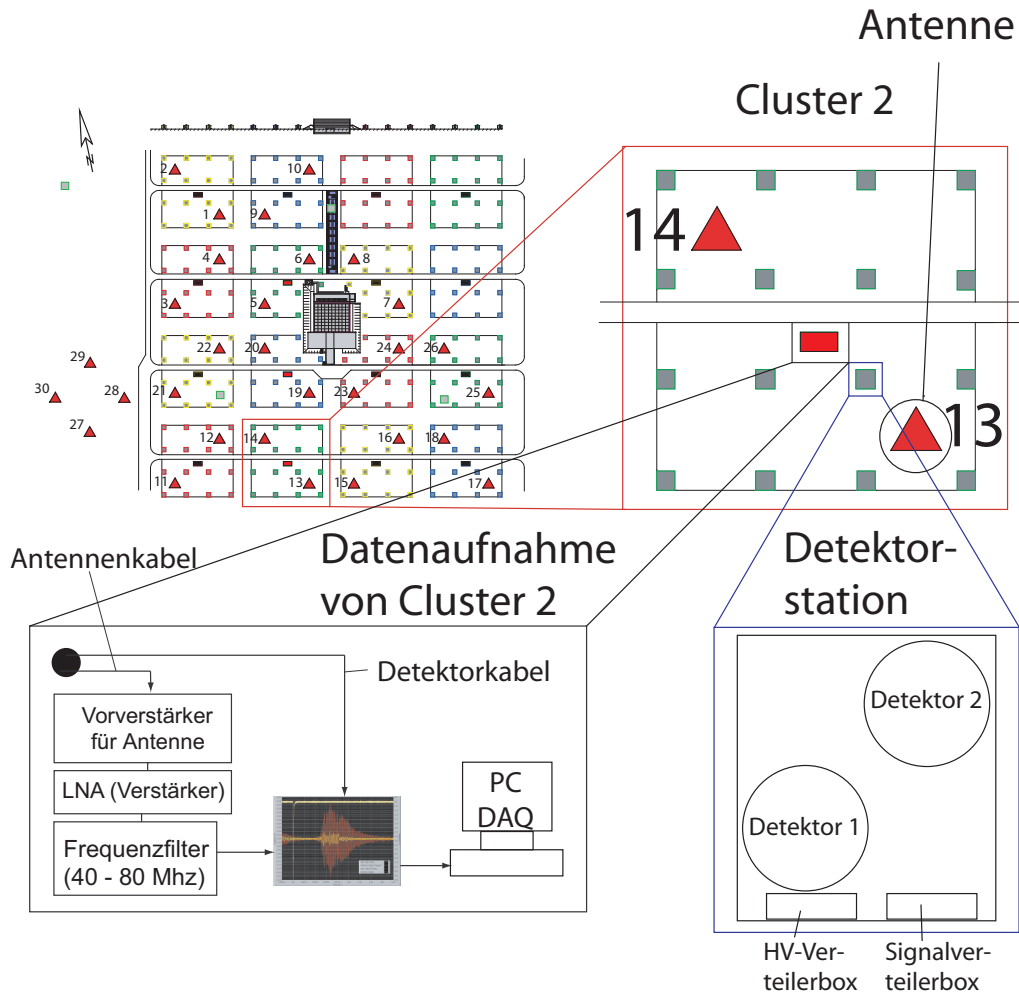 Antenne
Cluster 2
N
2
10
1
9
4
6
8
3
5
7
29
22
20
24
26
30
28
21
19
23
25
27
12
14
16
18
11
13
15
17
14
13
Antennenkabel
Datenaufnahme
von Cluster 2
Detektor-
station
Detektorkabel
Vorverstärker
für Antenne
LNA (Verstärker)
Frequenzfilter
(40 - 80 Mhz)
PC
DAQ
Detektor 2
Detektor 1
HV-Ver-
teilerbox
Signalver-
teilerbox